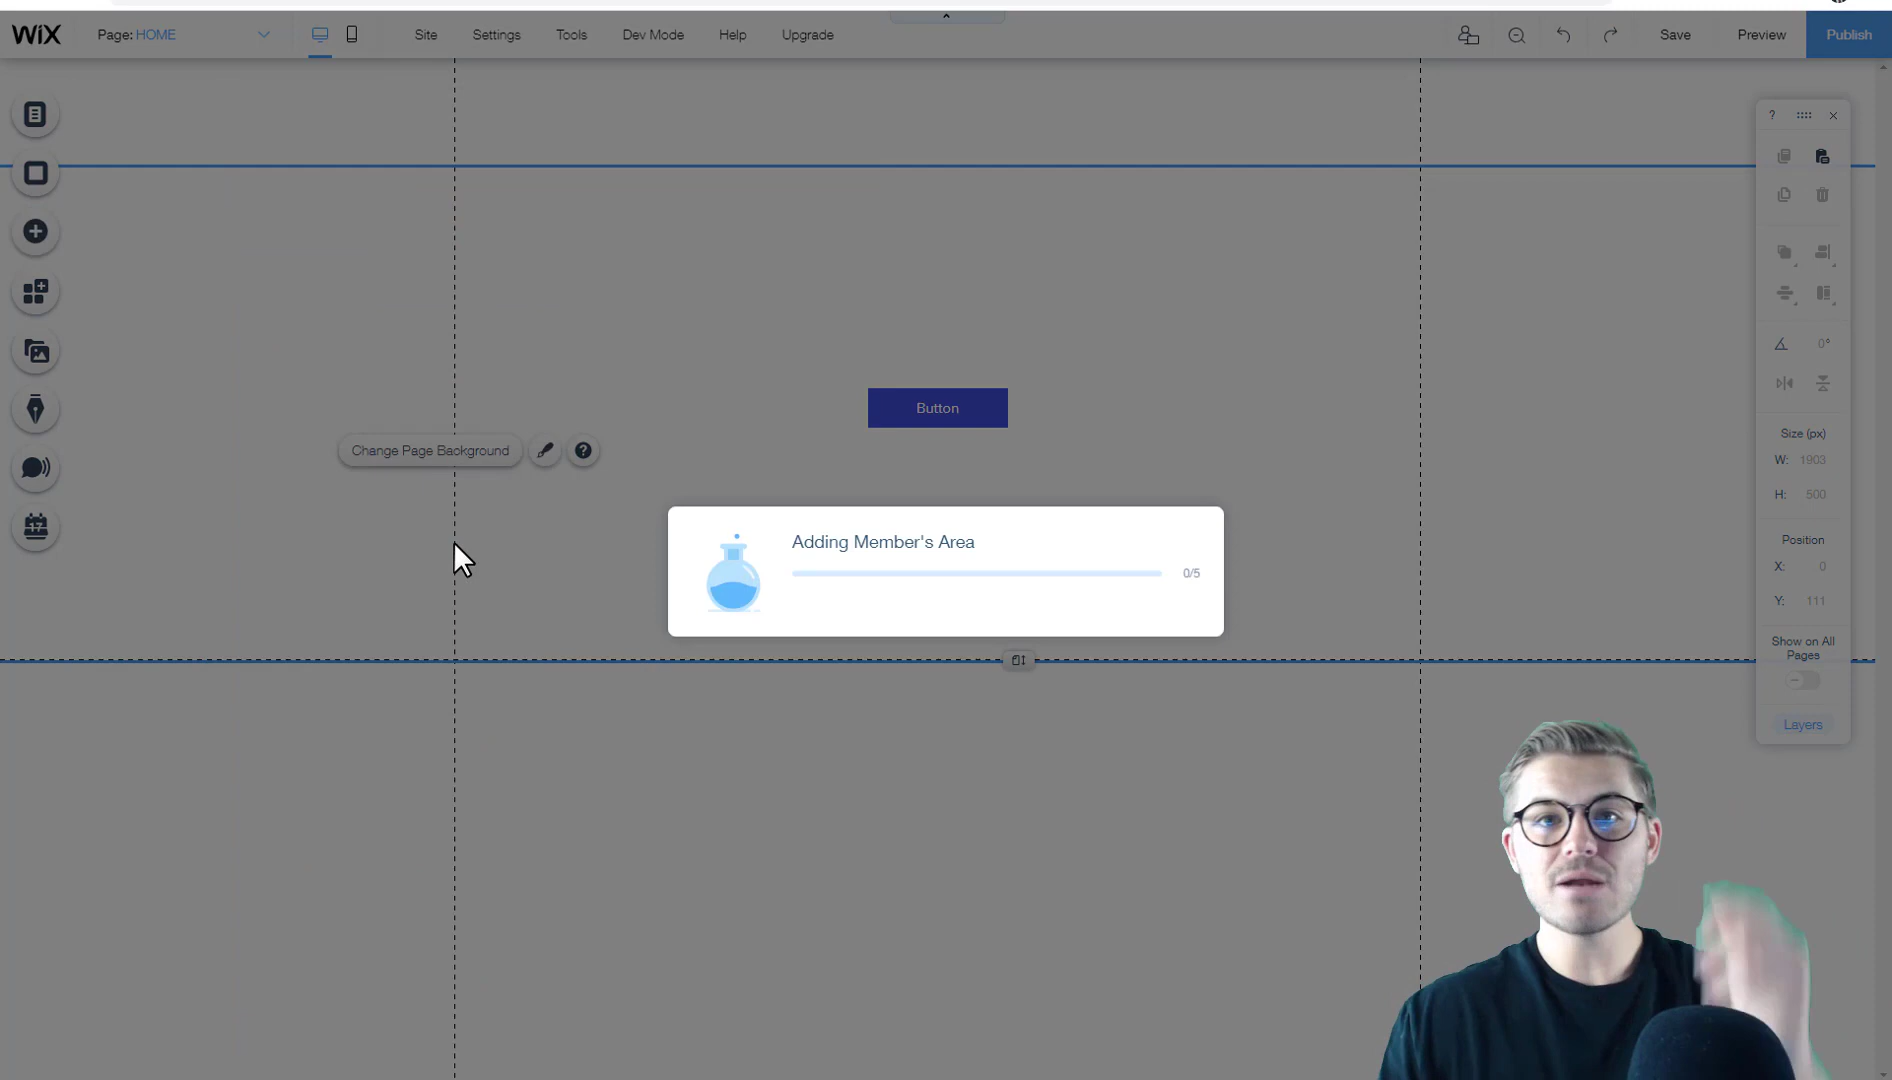 WiX
Page: HOME
Site
Settings
Tools
Dev Mode
Help
Upgrade
Save
Preview
Publish
?
0°
Button
Change Page Background
?
Size (px)
W: 1903
H: 500
Adding Member's Area
0/5
17
Position
X: 0
Y: 111
Show on All
Pages
Layers